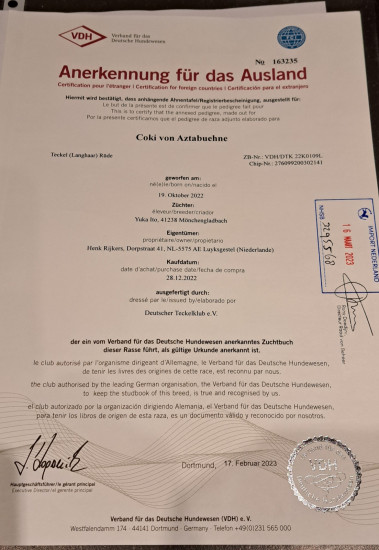 VDH
Verband für das
Deutsche Hundewesen
FCI
No 163235
Anerkennung für das Ausland
Certification pour l'étranger / Certification for foreign countries / Certificación para el extranjero
Hiermit wird bestätigt, dass anhängende Ahnentafel/Registrierbescheinigung, ausgestellt für:
Le but de la présente est de confirmer que le pedigree fait pour
This is to certify that the annexed pedigree, made out for
Por la presente certificamos que el pedigree de raza adjunto elaborado para
Coki von Aztabuehne
Teckel (Langhaar) Rüde
ZB-Nr.: VDH/DTK 22K0100L
Chip-Nr.: 276099200302141
geworfen am:
né(e)/born on/nacido el
19. Oktober 2022
Züchter:
éleveur/breeder/criador
Yuka Ito, 41238 Mönchengladbach
Eigentümer:
propriétaire/owner/propietario
Henk Rijkers, Dorpstraat 41, NL-5575 AE Luyksgestel (Niederlande)
Kaufdatum:
date d'achat/purchase date/fecha de compra
28.12.2022
ausgefertigt durch:
dressé par le/issued by/elaborado por
Deutscher Teckelklub e.V.
NHSB
16 MAART 2023
IMPORT NEDERLAND
der ein vom Verband für das Deutsche Hundewesen anerkanntes Zuchtbuch
dieser Rasse führt, als gültige Urkunde anerkannt ist.
le club autorisé par l'organisme dirigeant d'Allemagne, le Verband für das Deutsche Hundewesen,
de tenir les livres des origines de cette race, est reconnu par nous.
the club authorised by the leading German organisation, the Verband für das Deutsche Hundewesen,
to keep the studbook of this breed, is true and recognised by us.
el club autorizado por la organización dirigiendo Alemania, el Verband für das Deutsche Hundewesen,
para tenir los libros de origen de esta raza, es un documento válido y reconocido por nosotros.
Dortmund, 17. Februar 2023
Hauptgeschäftsführer/le gérant principal
Executive Director/el gerente principal
VDH
Verband für das Deutsche Hundewesen (VDH) e. V.
Westfalendamm 174 · 44141 Dortmund · Germany · Telefon +49(0)231 565 000